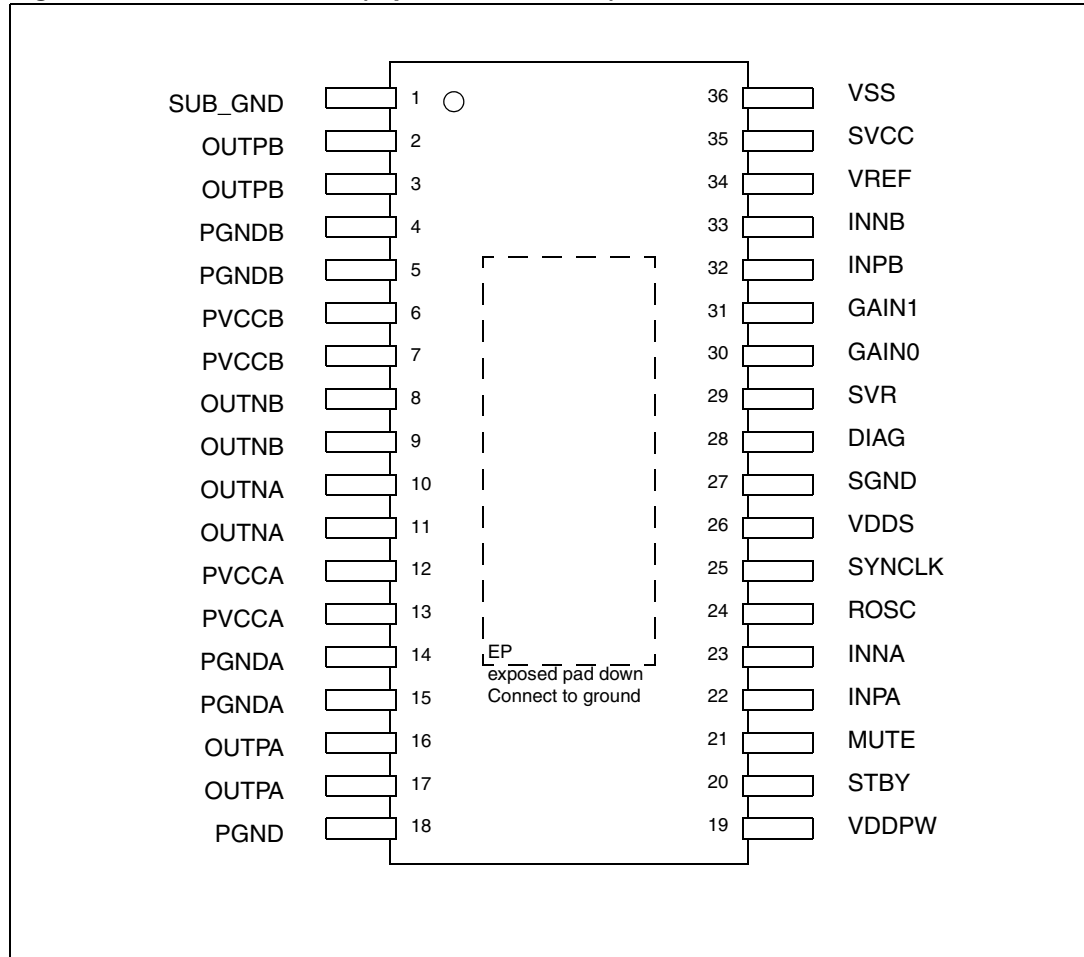 SUB_GND 1 36 VSS
OUTPB 2 35 SVCC
OUTPB 3 34 VREF
PGNDB 4 33 INNB
PGNDB 5 32 INPB
PVCCB 6 31 GAIN1
PVCCB 7 30 GAIN0
OUTNB 8 29 SVR
OUTNB 9 28 DIAG
OUTNA 10 27 SGND
OUTNA 11 26 VDDS
PVCCA 12 25 SYNCLK
PVCCA 13 24 ROSC
PGNDA 14 23 INNA
PGNDA 15 22 INPA
OUTPA 16 21 MUTE
OUTPA 17 20 STBY
PGND 18 19 VDDPW
EP
exposed pad down
Connect to ground